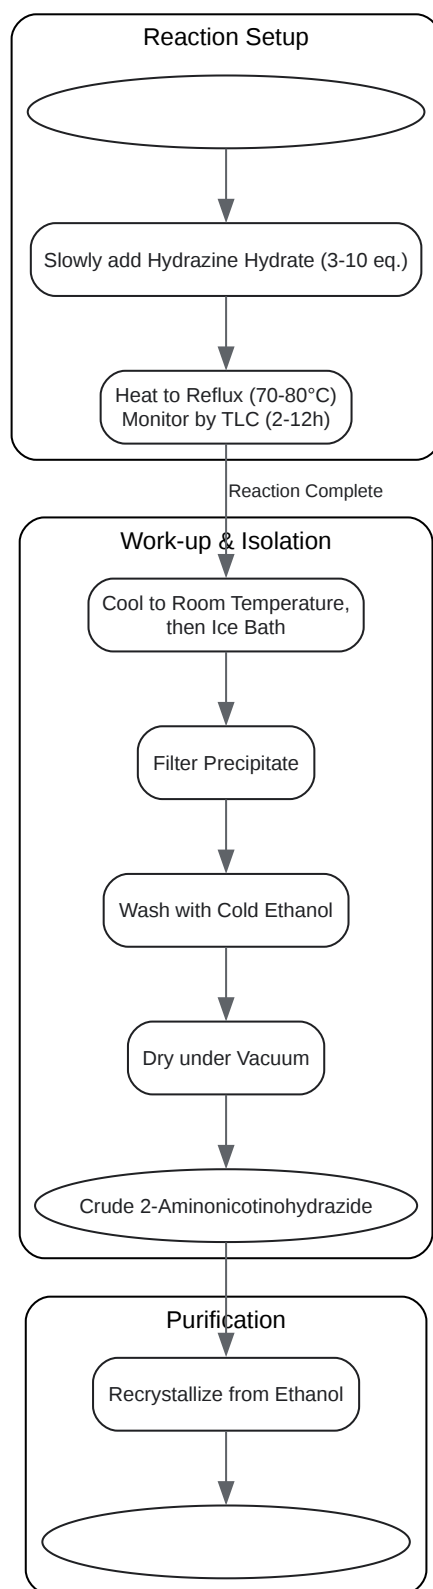 Reaction Setup
Slowly add Hydrazine Hydrate (3-10 eq.)
Heat to Reflux (70-80°C)
Monitor by TLC (2-12h)
Reaction Complete
Work-up & Isolation
Cool to Room Temperature,
then Ice Bath
Filter Precipitate
Wash with Cold Ethanol
Dry under Vacuum
Crude 2-Aminonicotinohydrazide
Purification
Recrystallize from Ethanol